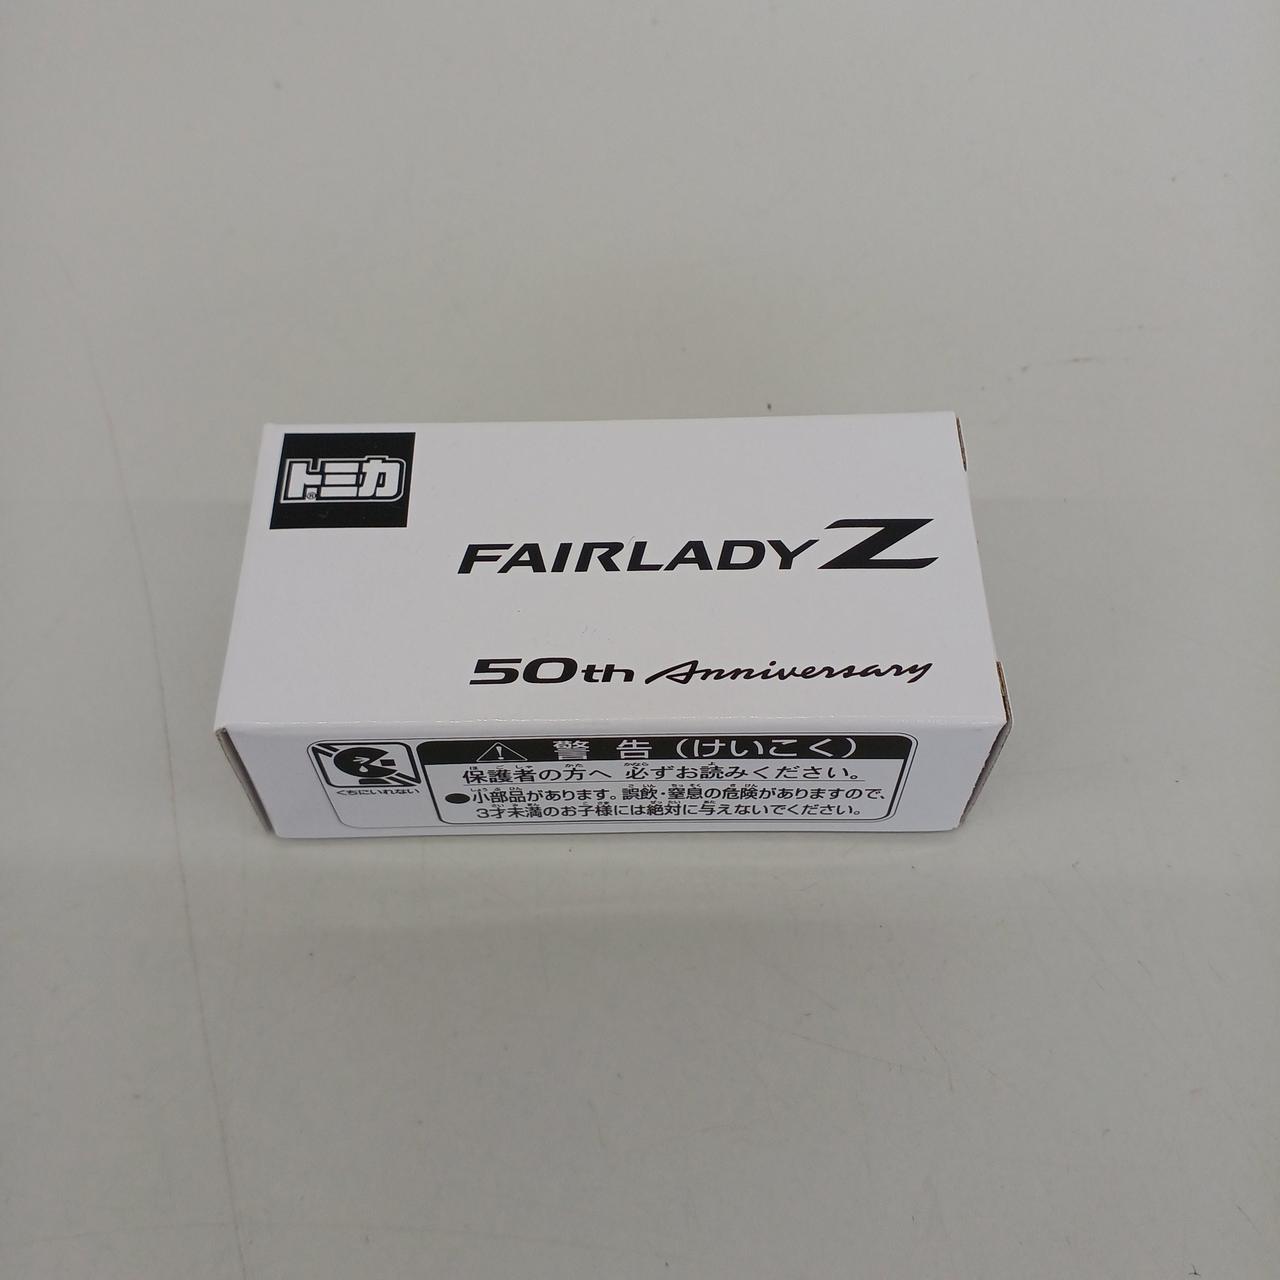 トミカ®
FAIRLADY Z
50th Anniversary
警告(けいこく)
保護者の方へ 必ずお読みください。
●小部品があります。誤飲・窒息の危険がありますので、
3才未満のお子様には絶対に与えないでください。
くちにいれない